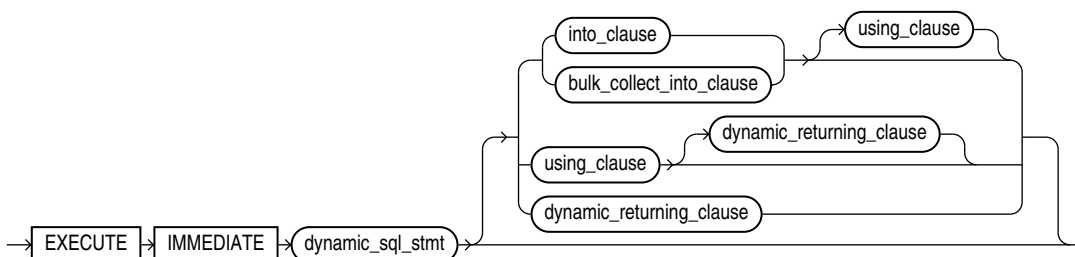 into_clause using_clause
bulk_collect_into_clause
dynamic_returning_clause
using_clause
dynamic_returning_clause
EXECUTE IMMEDIATE dynamic_sql_stmt